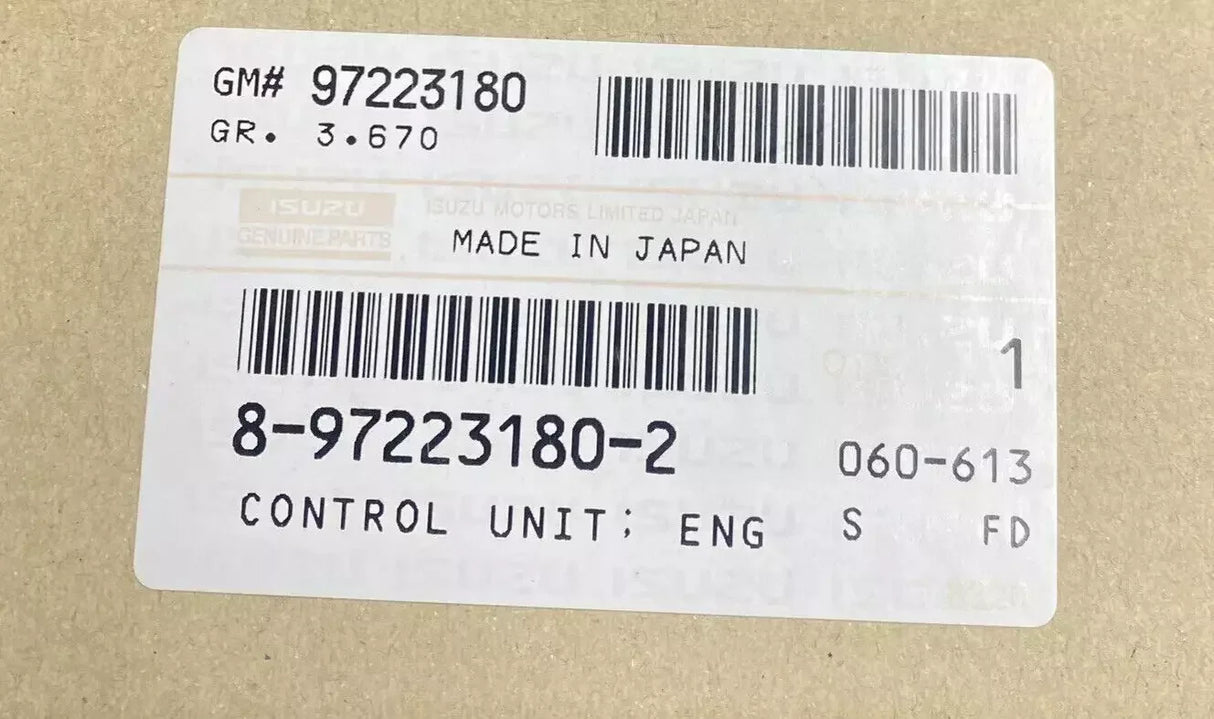 GM# 97223180
GR. 3.670
ISUZU
GENUINE PARTS
ISUZU MOTORS LIMITED JAPAN
MADE IN JAPAN
1
8-97223180-2
060-613
CONTROL UNIT; ENG
S FD